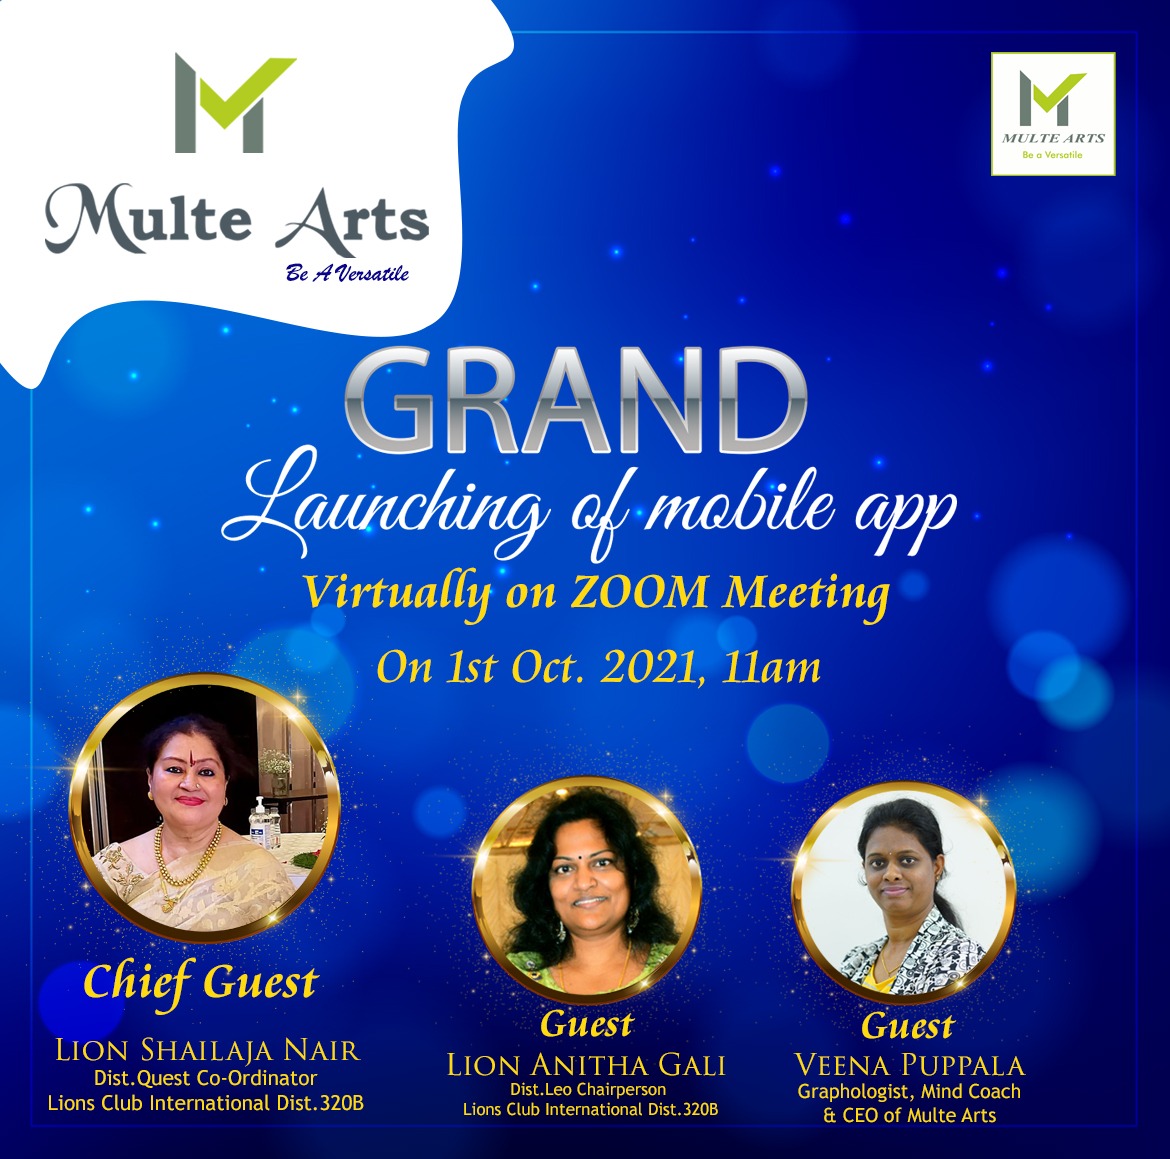 Multe Arts
Be A Versatile
MULTE ARTS
Be a Versatile
GRAND
Launching of mobile app
Virtually on ZOOM Meeting
On 1st Oct. 2021, 11am
Chief Guest
LION SHAILAJA NAIR
Dist.Quest Co-Ordinator
Lions Club International Dist.320B
Guest
LION ANITHA GALI
Dist.Leo Chairperson
Lions Club International Dist.320B
Guest
VEENA PUPPALA
Graphologist, Mind Coach
& CEO of Multe Arts